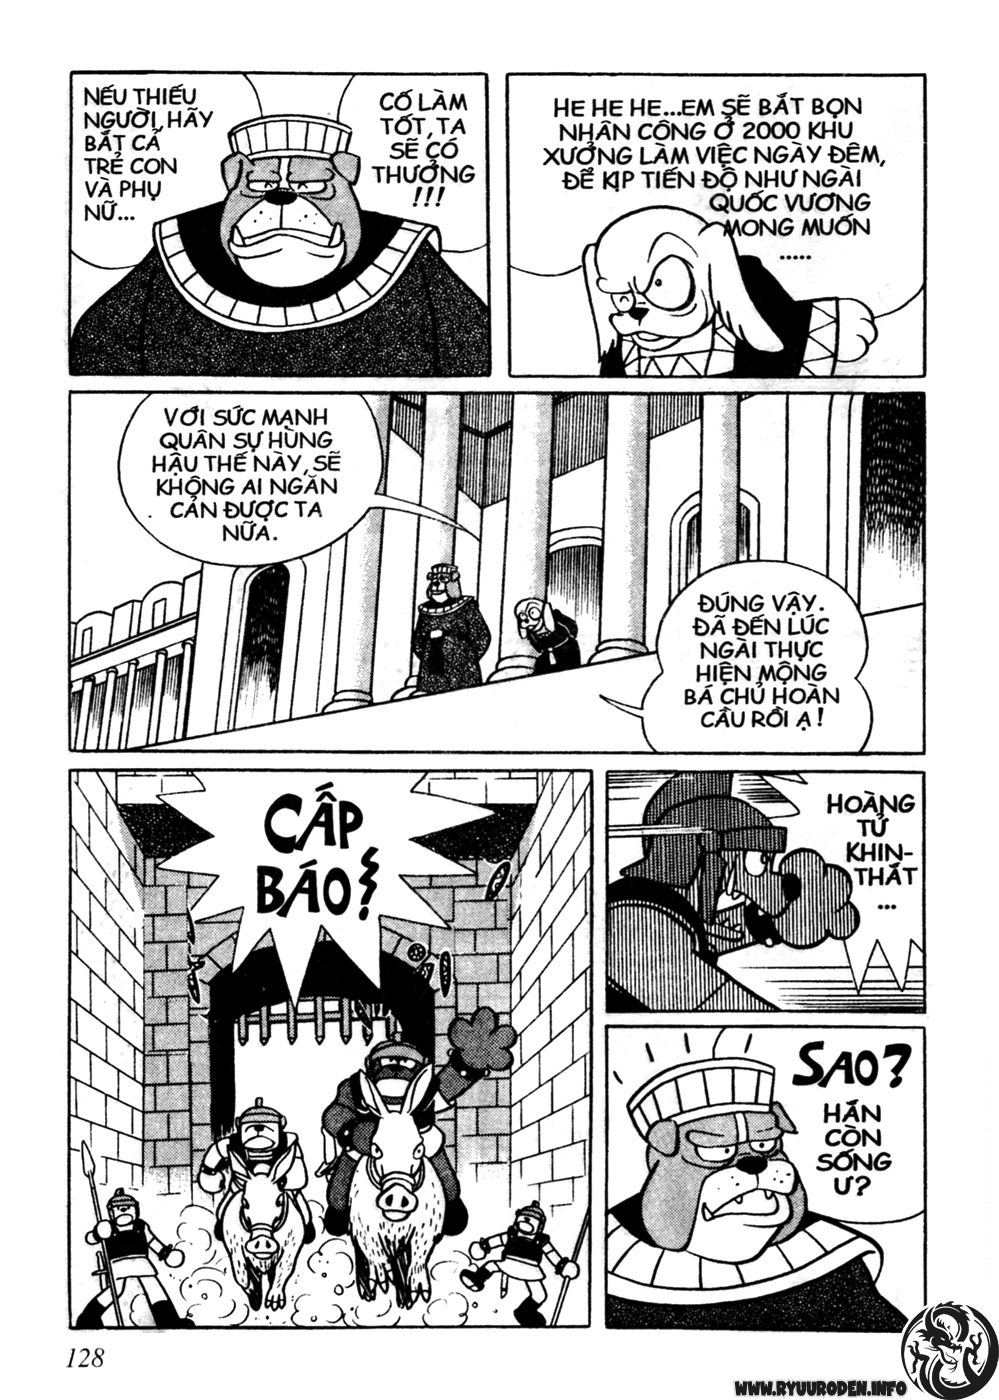 NẾU THIẾU
NGƯỜI, HÃY
BẮT CẢ
TRẺ CON
VÀ PHỤ
NỮ...
CỐ LÀM
TỐT, TA
SẼ CÓ
THƯỞNG
!!!
HE HE HE...EM SẼ BẮT BỌN
NHÂN CÔNG Ở 2000 KHU
XƯỞNG LÀM VIỆC NGÀY ĐÊM,
ĐỂ KỊP TIẾN ĐỘ NHƯ NGÀI
QUỐC VƯƠNG
MONG MUỐN
.....
VỚI SỨC MẠNH
QUÂN SỰ HÙNG
HẬU THẾ NÀY, SẼ
KHÔNG AI NGĂN
CẢN ĐƯỢC TA
NỮA.
ĐÚNG VẬY.
ĐÃ ĐẾN LÚC
NGÀI THỰC
HIỆN MỘNG
BÁ CHỦ HOÀN
CẦU RỒI Ạ!
CẤP
BÁO!
HOÀNG
TỬ
KHIN-
THẮT
...
SAO?
HẮN
CÒN
SỐNG
Ư?
128
WWW.RYUURODEN.INFO